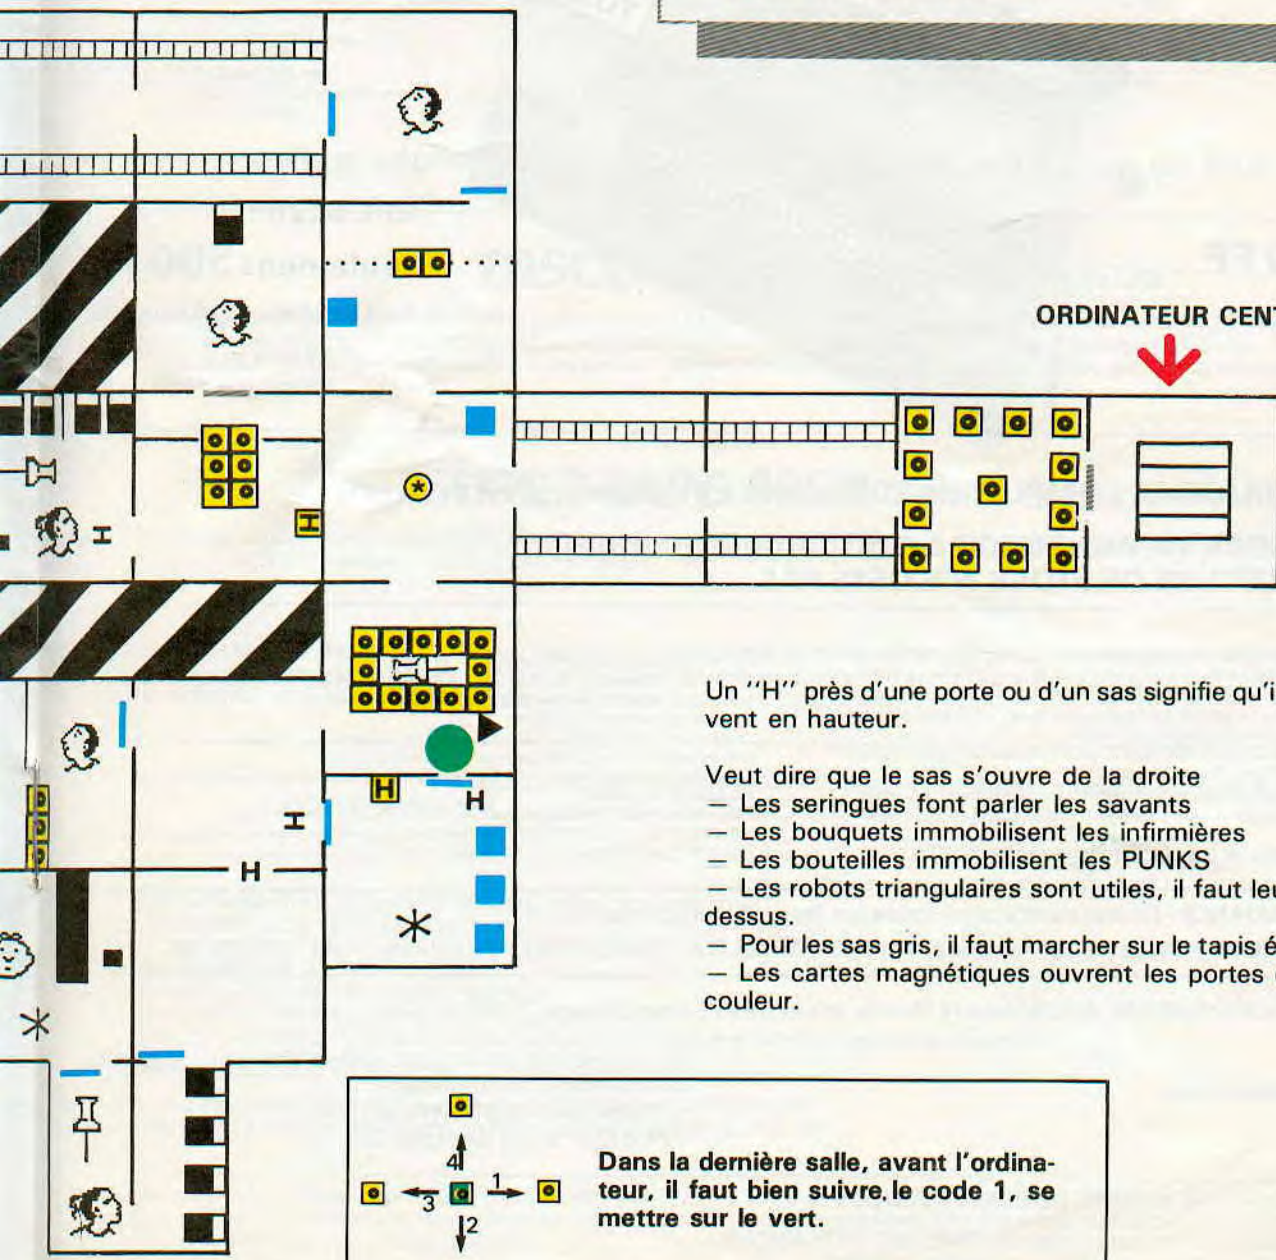 ORDINATEUR CENT
H
H
H
H
H
H
Un "H" près d'une porte ou d'un sas signifie qu'i
vent en hauteur.
Veut dire que le sas s'ouvre de la droite
— Les seringues font parler les savants
— Les bouquets immobilisent les infirmières
— Les bouteilles immobilisent les PUNKS
— Les robots triangulaires sont utiles, il faut leu
dessus.
— Pour les sas gris, il faut marcher sur le tapis é
— Les cartes magnétiques ouvrent les portes
couleur.
4
3 1
2
Dans la dernière salle, avant l'ordina-
teur, il faut bien suivre le code 1, se
mettre sur le vert.